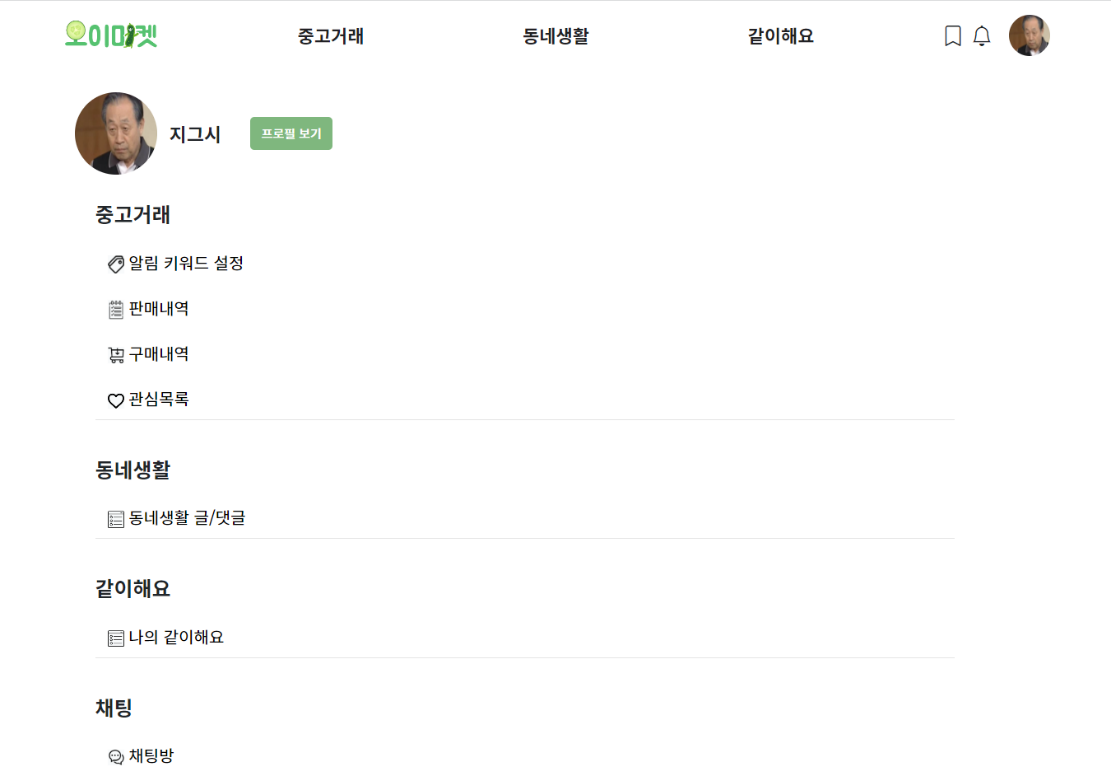 오이마켓 중고거래 동네생활 같이해요
지그시 프로필 보기
중고거래
알림 키워드 설정
판매내역
구매내역
관심목록
동네생활
동네생활 글/댓글
같이해요
나의 같이해요
채팅
채팅방